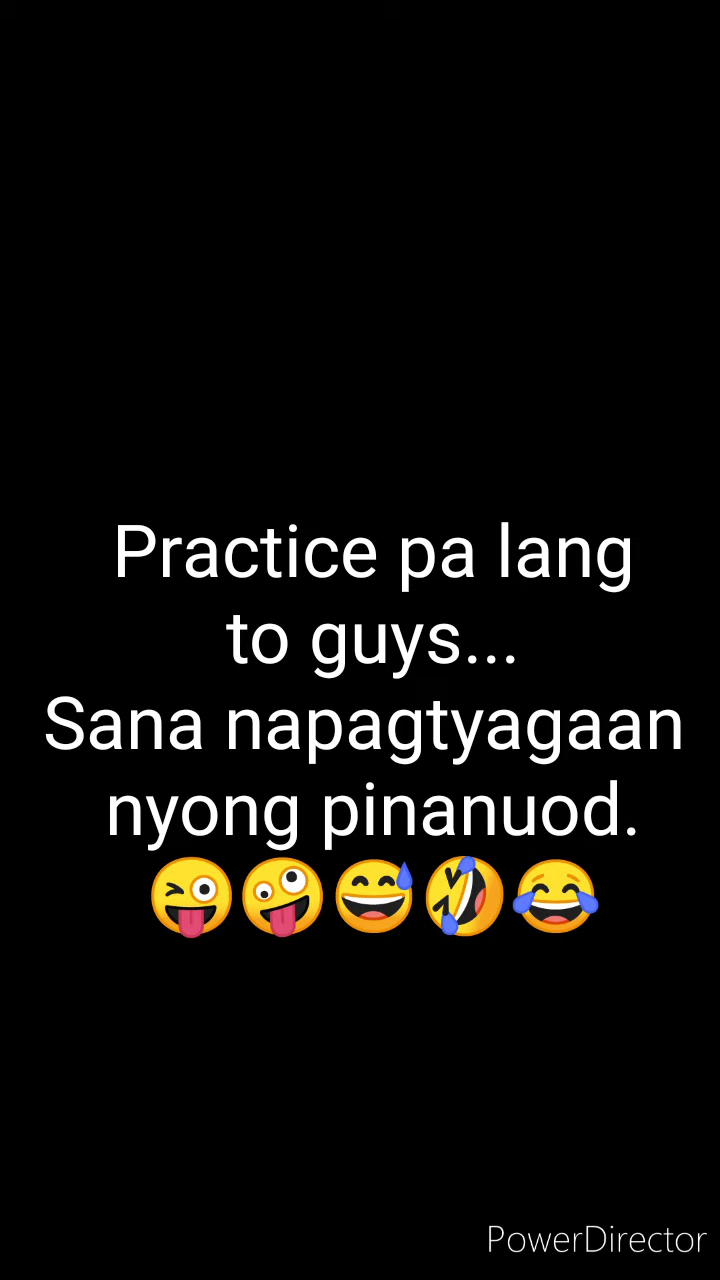 Practice pa lang
to guys...
Sana napagtyagaan
nyong pinanuod.
😜🤪😅🤣😂
PowerDirector